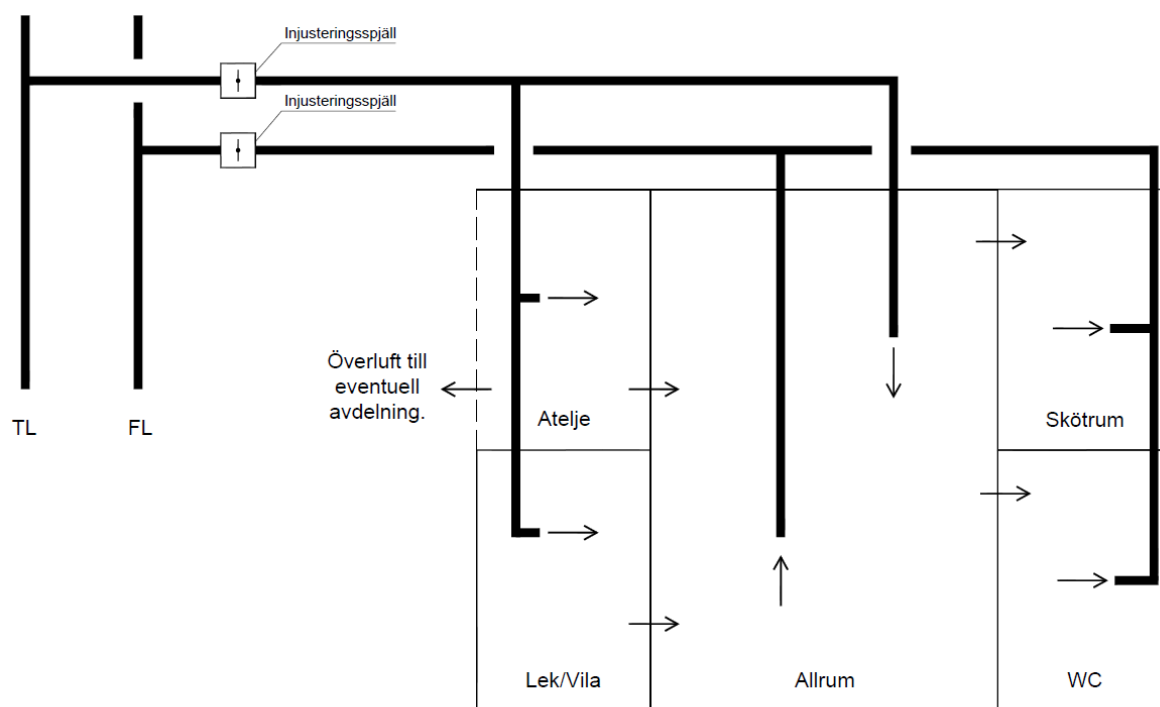 Injusteringsspjäll
Injusteringsspjäll
Överluft till
eventuell
avdelning.
TL
FL
Atelje
Skötrum
Lek/Vila
Allrum
WC